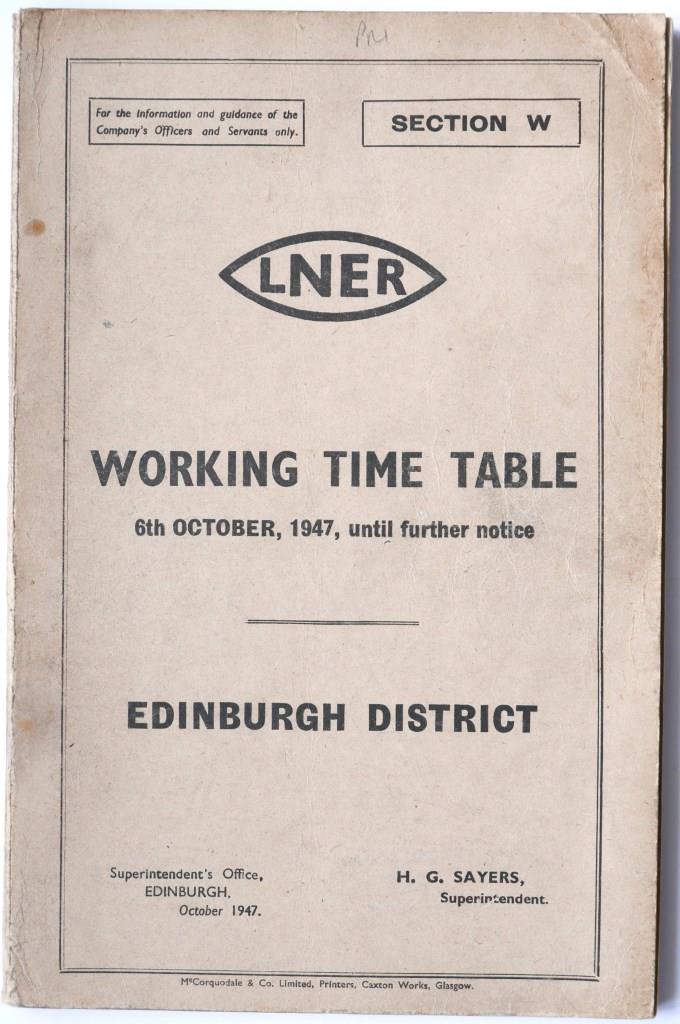 For the information and guidance of the
Company's Officers and Servants only.
SECTION W
LNER
WORKING TIME TABLE
6th OCTOBER, 1947, until further notice
EDINBURGH DISTRICT
Superintendent's Office,
EDINBURGH,
October 1947.
H. G. SAYERS,
Superintendent.
McCorquodale & Co. Limited, Printers, Caxton Works, Glasgow.